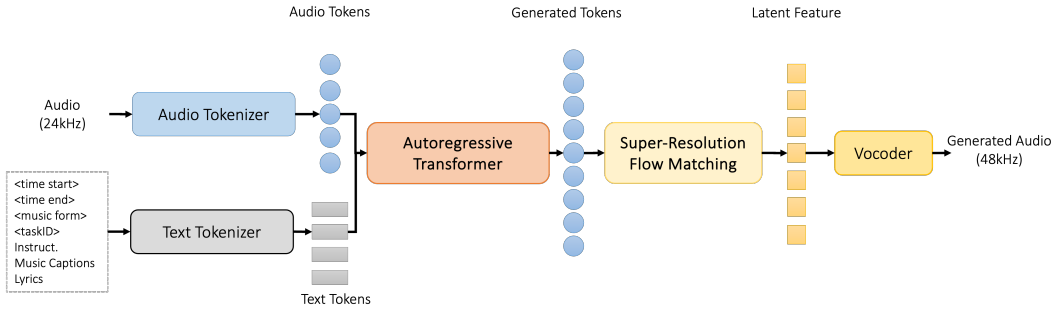 Audio Tokens
Generated Tokens
Latent Feature
Audio
(24kHz)
Audio Tokenizer
Autoregressive
Transformer
Super-Resolution
Flow Matching
Vocoder
Generated Audio
(48kHz)
<time start>
<time end>
<music form>
<taskID>
Instruct.
Music Captions
Lyrics
Text Tokenizer
Text Tokens